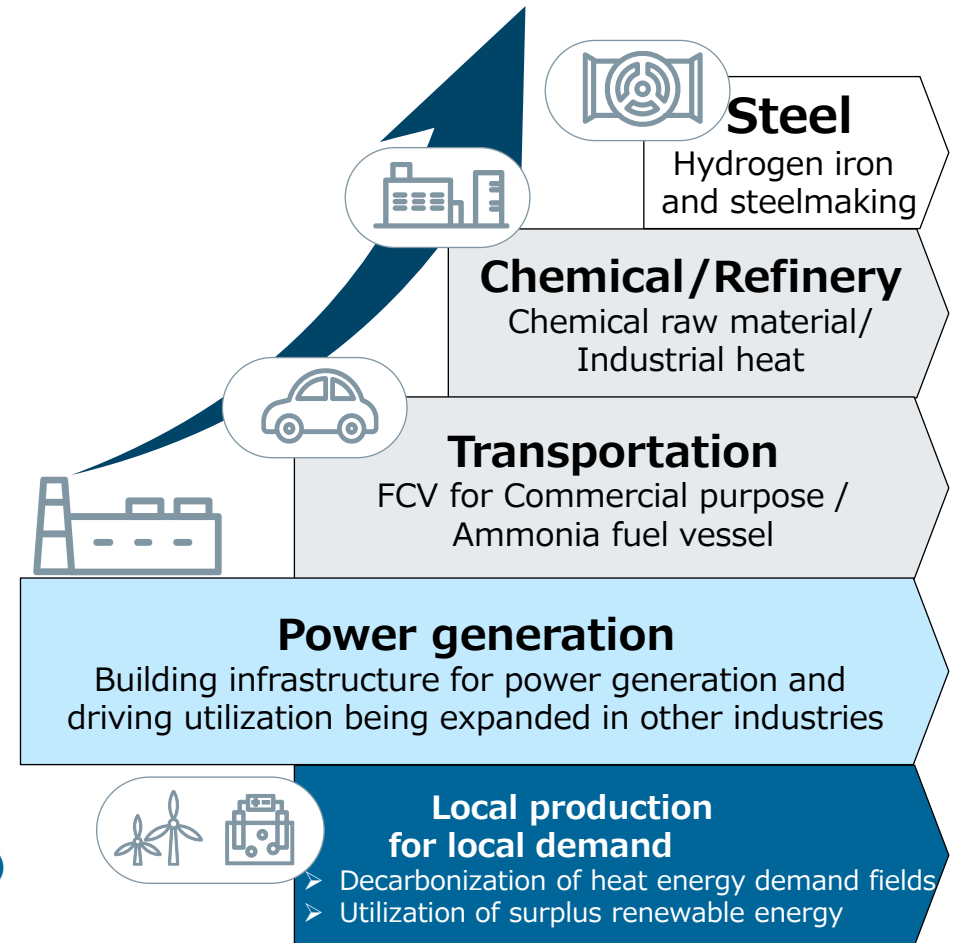 Steel
Hydrogen iron
and steelmaking
Chemical/Refinery
Chemical raw material/
Industrial heat
Transportation
FCV for Commercial purpose /
Ammonia fuel vessel
Power generation
Building infrastructure for power generation and
driving utilization being expanded in other industries
Local production
for local demand
➢ Decarbonization of heat energy demand fields
➢ Utilization of surplus renewable energy